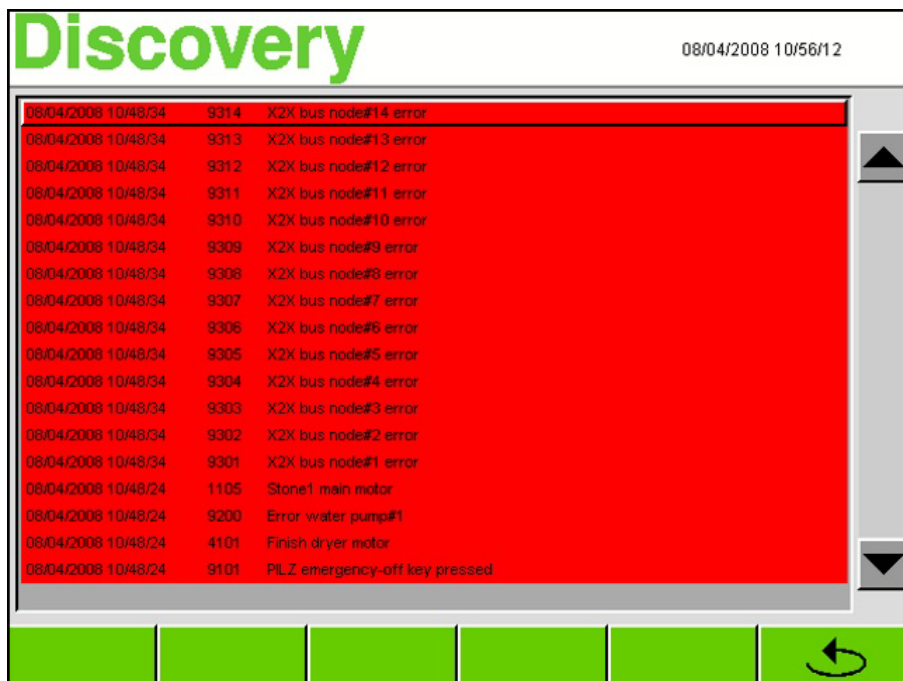 Discovery
08/04/2008 10/56/12
08/04/2008 10/48/34 9314 X2X bus node#14 error
08/04/2008 10/48/34 9313 X2X bus node#13 error
08/04/2008 10/48/34 9312 X2X bus node#12 error
08/04/2008 10/48/34 9311 X2X bus node#11 error
08/04/2008 10/48/34 9310 X2X bus node#10 error
08/04/2008 10/48/34 9309 X2X bus node#9 error
08/04/2008 10/48/34 9308 X2X bus node#8 error
08/04/2008 10/48/34 9307 X2X bus node#7 error
08/04/2008 10/48/34 9306 X2X bus node#6 error
08/04/2008 10/48/34 9305 X2X bus node#5 error
08/04/2008 10/48/34 9304 X2X bus node#4 error
08/04/2008 10/48/34 9303 X2X bus node#3 error
08/04/2008 10/48/34 9302 X2X bus node#2 error
08/04/2008 10/48/34 9301 X2X bus node#1 error
08/04/2008 10/48/24 1105 Stone1 main motor
08/04/2008 10/48/24 9200 Error water pump#1
08/04/2008 10/48/24 4101 Finish dryer motor
08/04/2008 10/48/24 9101 PILZ emergency-off key pressed